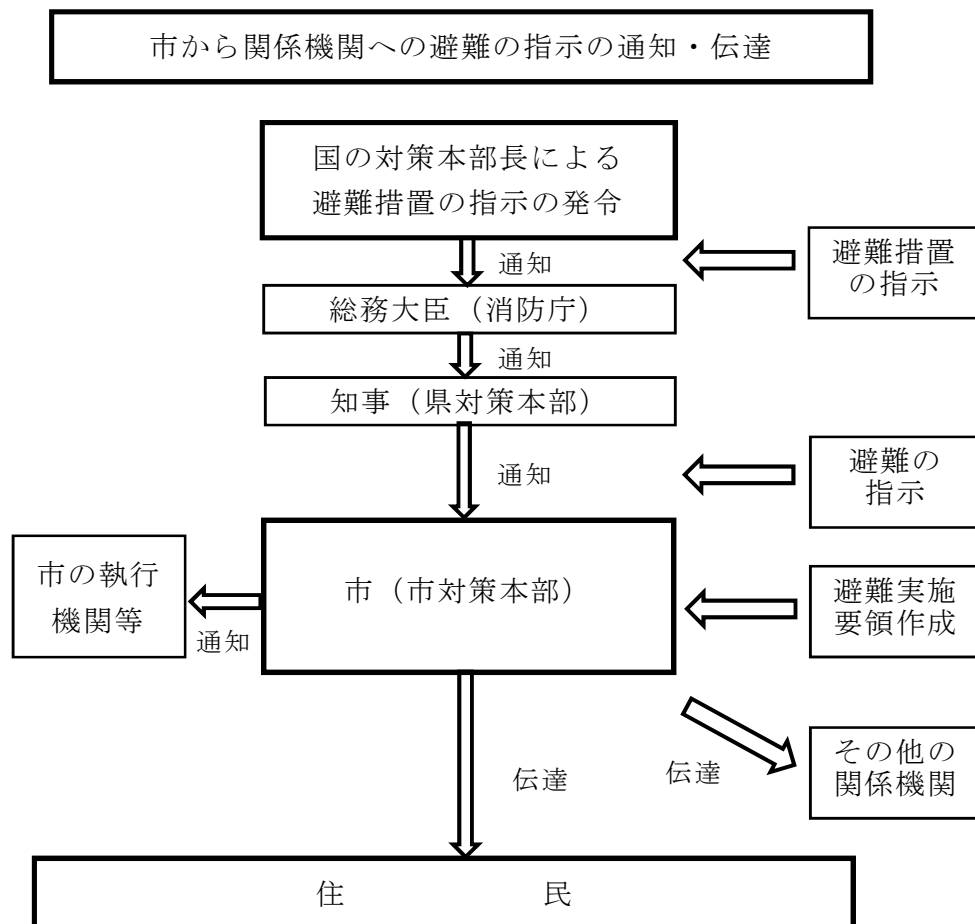 市から関係機関への避難の指示の通知・伝達
国の対策本部長による
避難措置の指示の発令
通知
避難措置
の指示
総務大臣（消防庁）
通知
知事（県対策本部）
通知
避難の
指示
市の執行
機関等
通知
市（市対策本部）
避難実施
要領作成
伝達
伝達
その他の
関係機関
住　　　　民